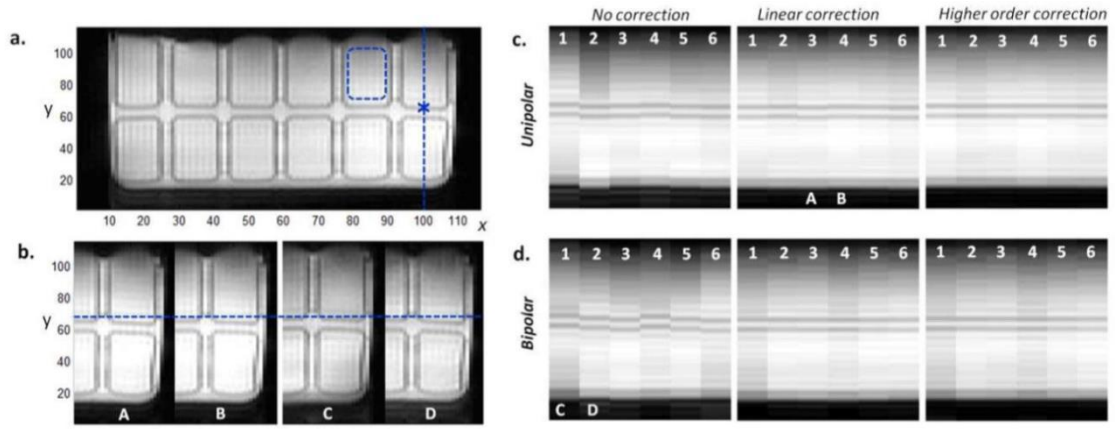 No correction Linear correction Higher order correction
a.
y
100
80
60
40
20
10 20 30 40 50 60 70 80 90 100 110 x
b.
y
100
80
60
40
20
A B C D
c.
Unipolar
1 2 3 4 5 6 1 2 3 4 5 6 1 2 3 4 5 6
A B
d.
Bipolar
1 2 3 4 5 6 1 2 3 4 5 6 1 2 3 4 5 6
C D